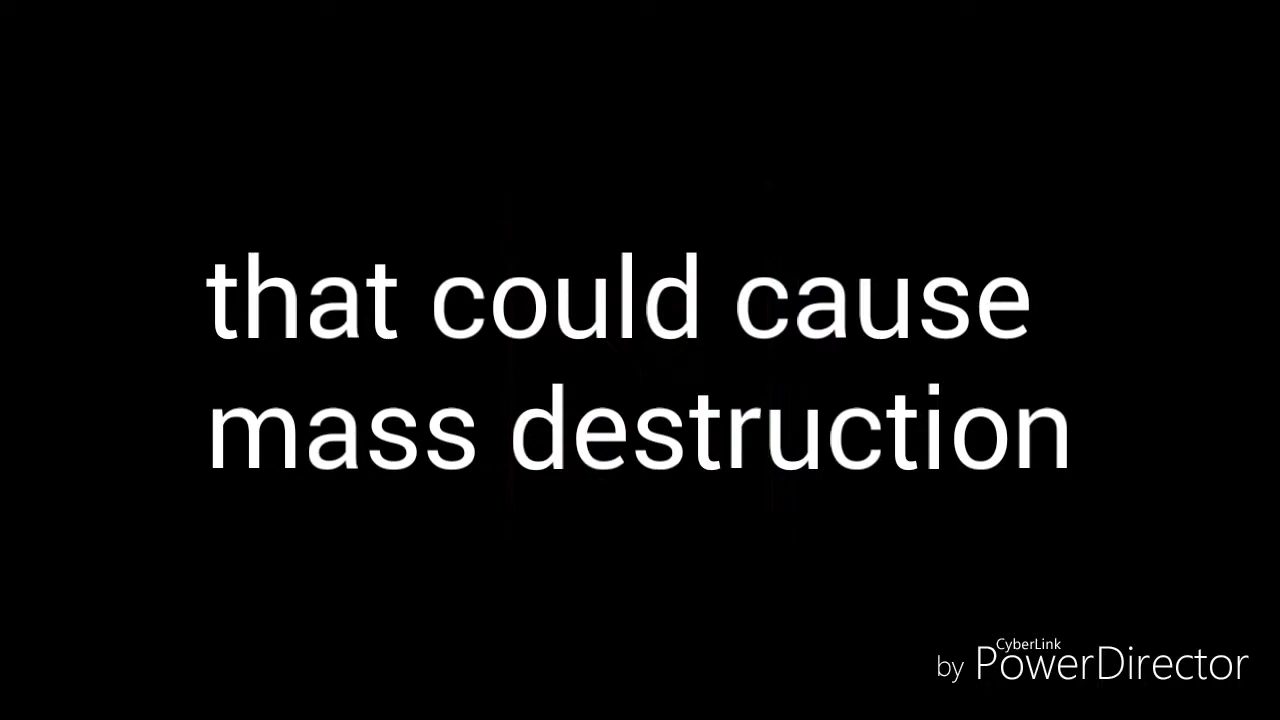 that could cause
mass destruction
CyberLink
by PowerDirector